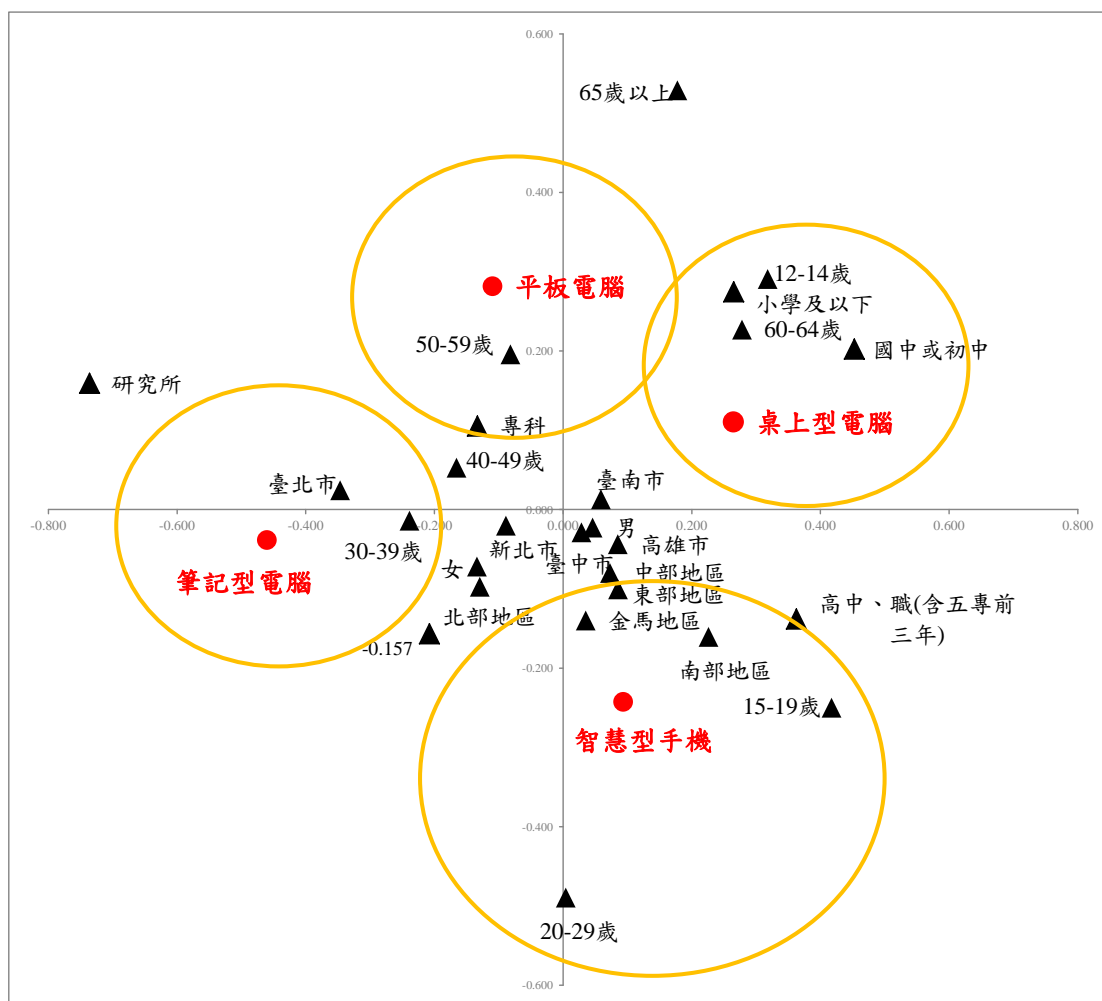 0.600
65歲以上
0.400
12-14歲
平板電腦
小學及以下
60-64歲
50-59歲
0.200
國中或初中
研究所
桌上型電腦
專科
40-49歲
臺北市
臺南市
-0.800
-0.600
-0.400
-0.200
0.000
0.200
0.400
0.600
0.800
男
30-39歲
新北市
高雄市
臺中市
女
中部地區
筆記型電腦
東部地區
北部地區
金馬地區
高中、職(含五專前
三年)
-0.157
-0.200
南部地區
15-19歲
智慧型手機
-0.400
20-29歲
-0.600